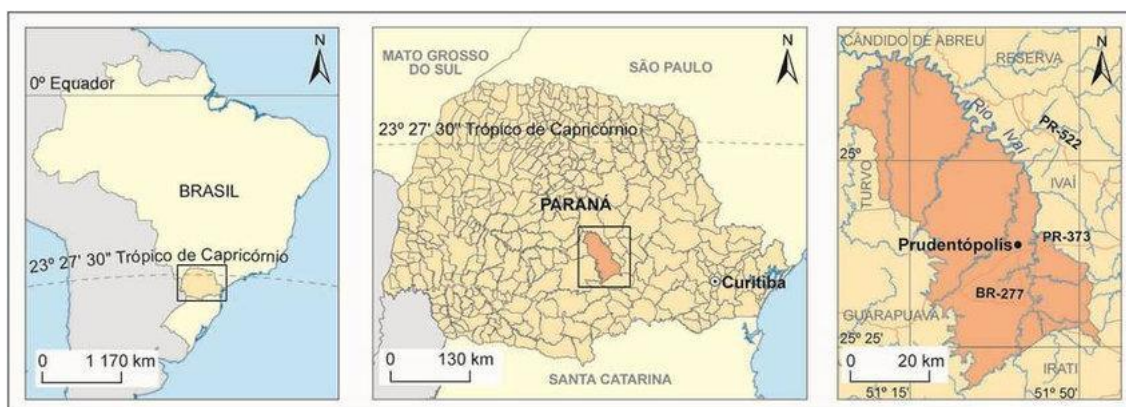 N
0º Equador
BRASIL
23º 27' 30" Trópico de Capricórnio
0 1 170 km
MATO GROSSO
DO SUL
SÃO PAULO
N
23º 27' 30" Trópico de Capricórnio
PARANÁ
Curitiba
0 130 km
SANTA CATARINA
CÂNDIDO DE ABREU
N
RESERVA
Rio Ivaí
PR-522
25º
TURVO
IVAÍ
Prudentópolis
PR-373
BR-277
GUARAPUAVA
25º 25'
0 20 km
IRATI
51º 15'
51º 50'